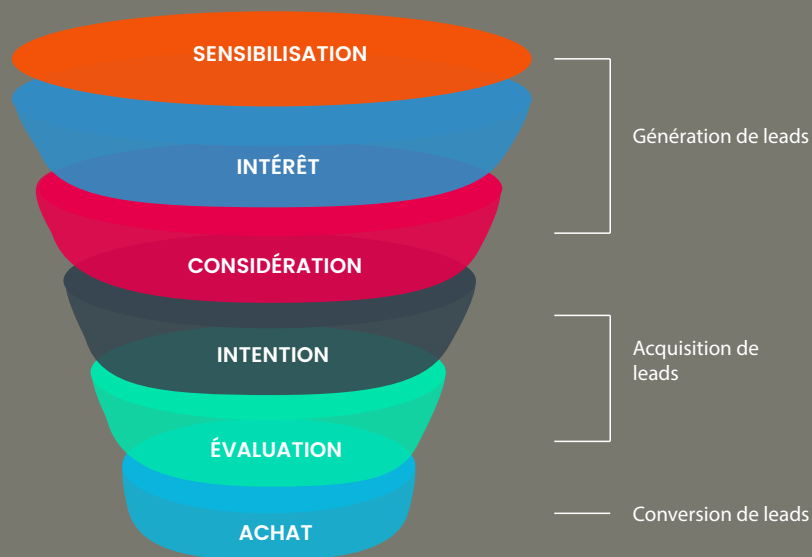 SENSIBILISATION
INTÉRÊT
CONSIDÉRATION
INTENTION
ÉVALUATION
ACHAT
Génération de leads
Acquisition de
leads
Conversion de leads